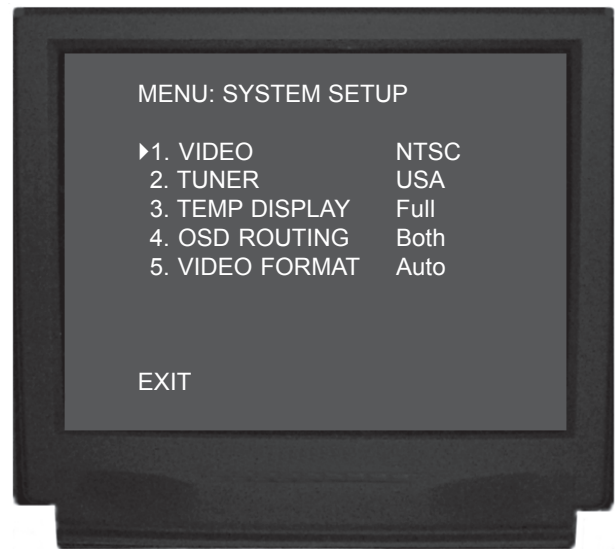 MENU: SYSTEM SETUP
1. VIDEO NTSC
2. TUNER USA
3. TEMP DISPLAY Full
4. OSD ROUTING Both
5. VIDEO FORMAT Auto
EXIT